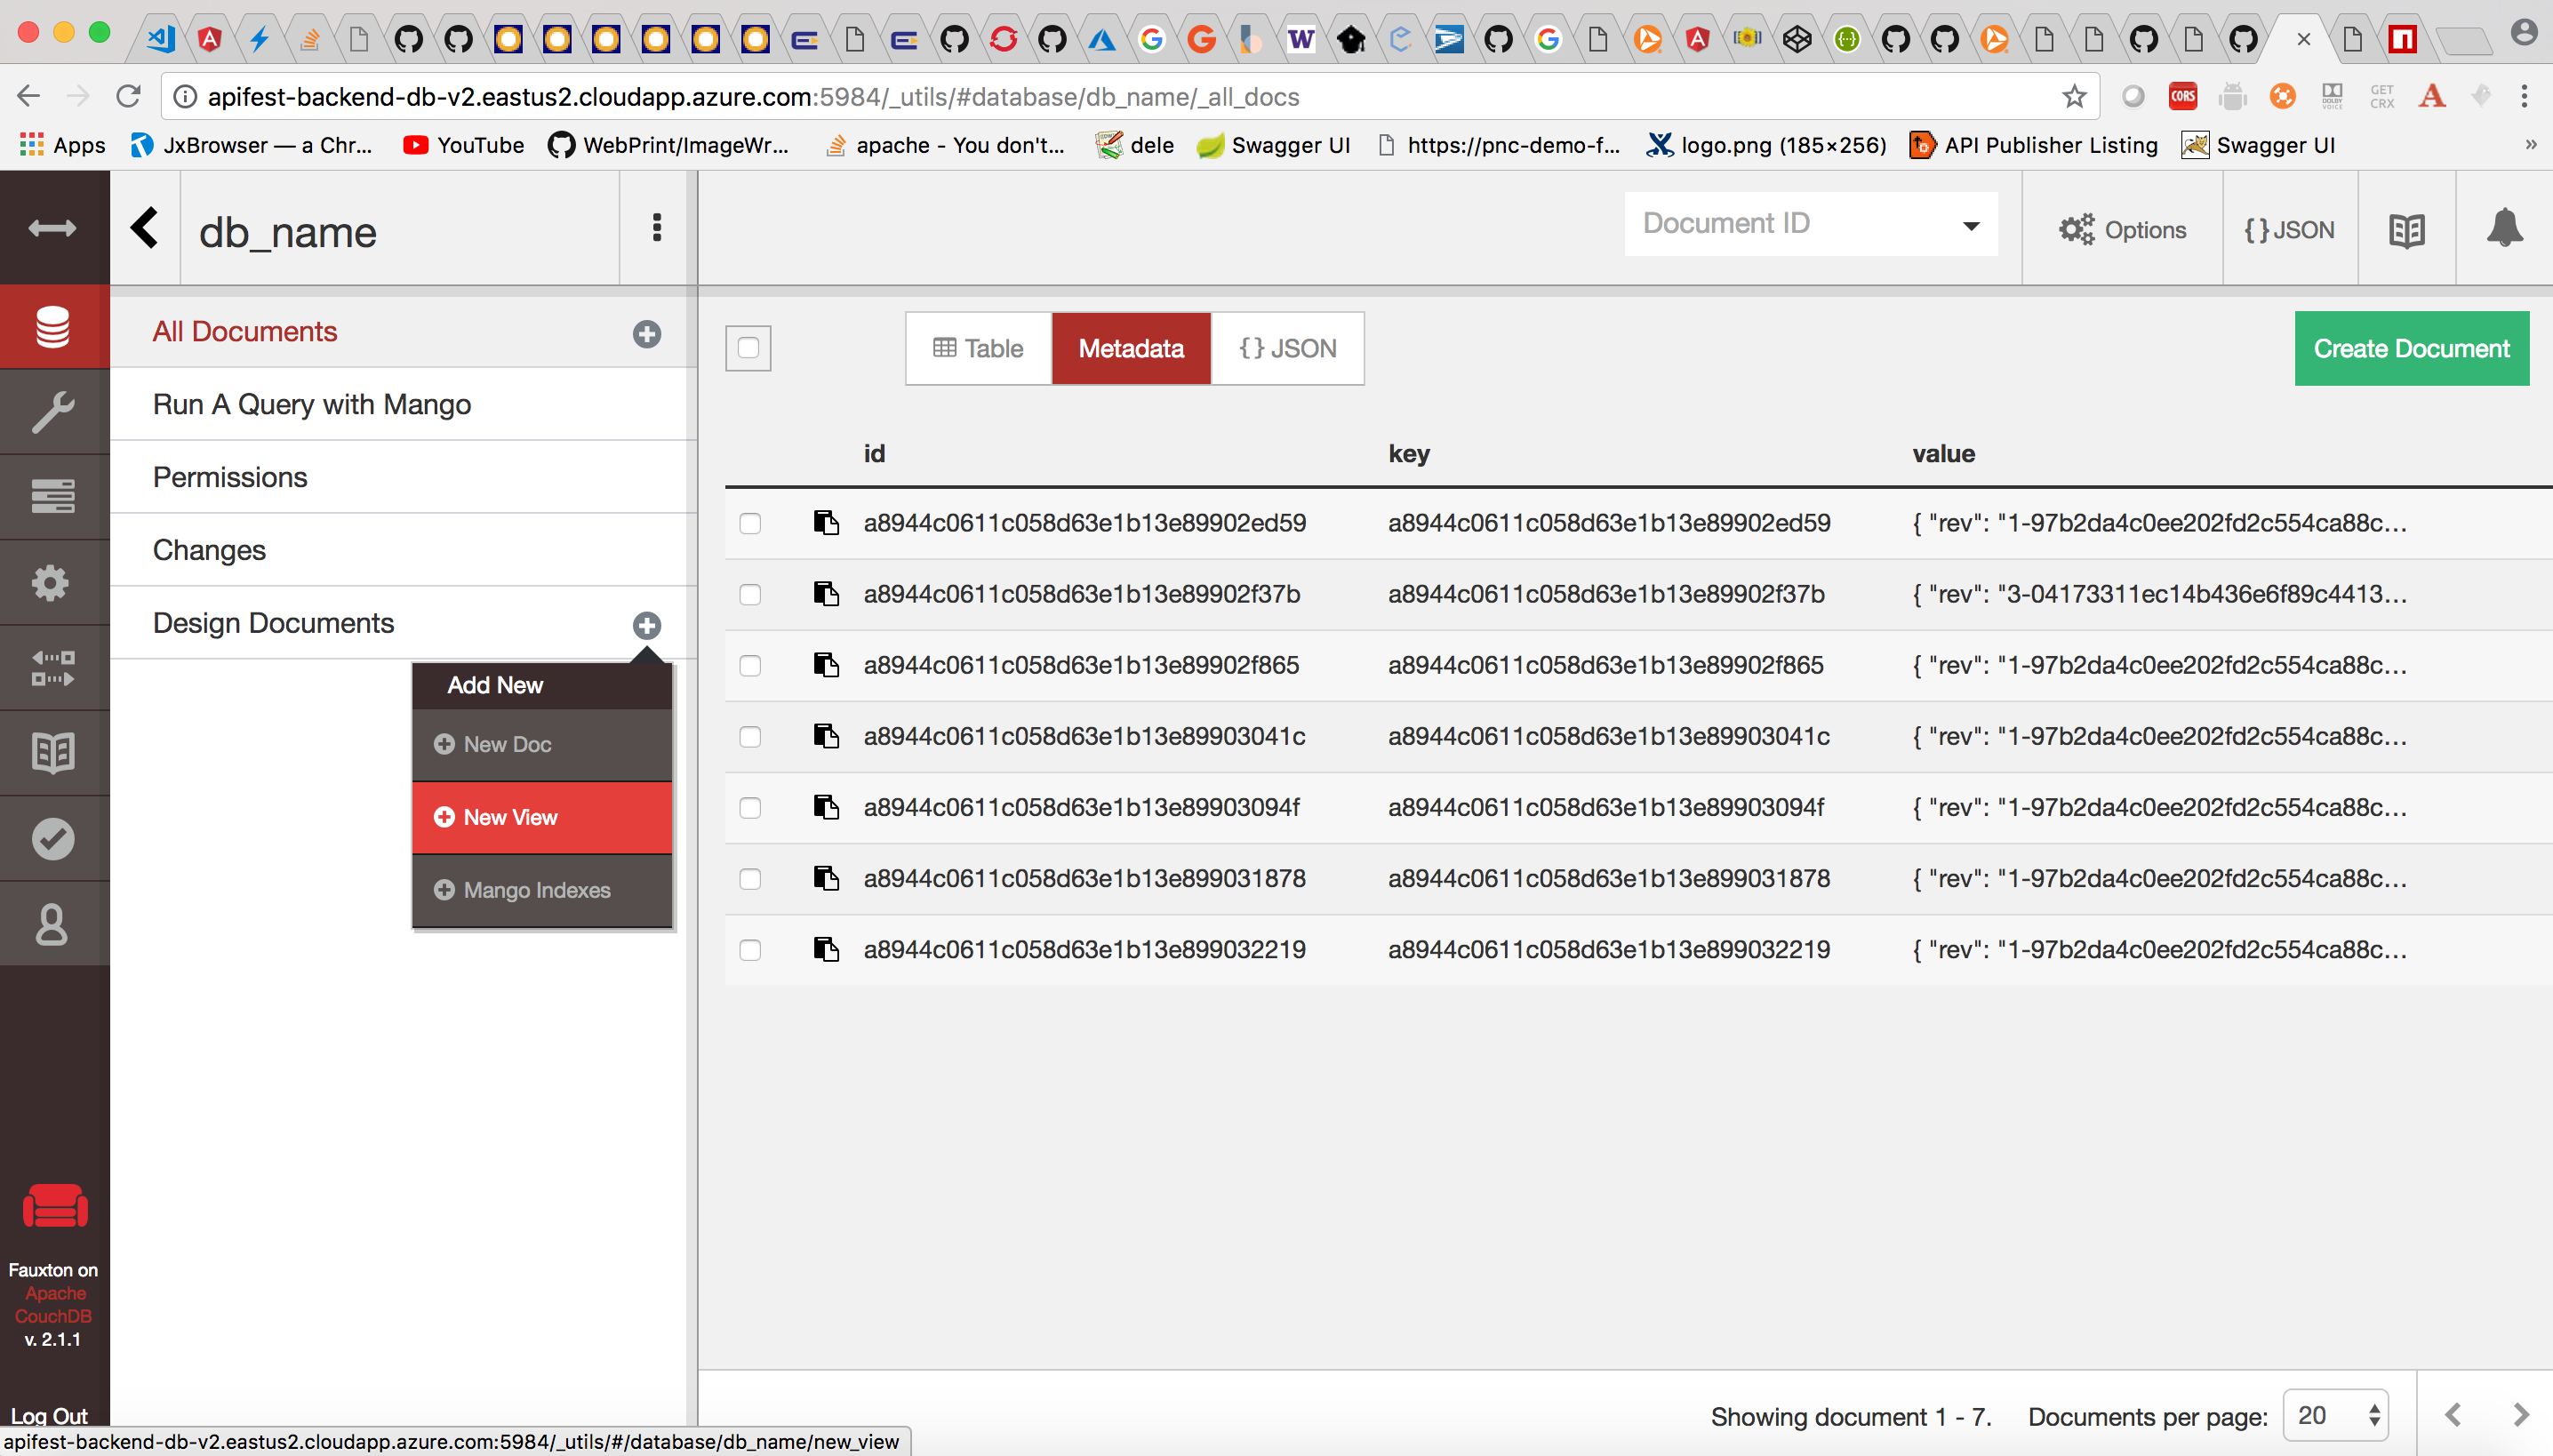 apifest-backend-db-v2.eastus2.cloudapp.azure.com:5984/_utils/#database/db_name/_all_docs
CORS
DOLBY VOICE
GET CRX
Apps
JxBrowser — a Chr...
YouTube
WebPrint/ImageWr...
apache - You don't...
dele
Swagger UI
https://pnc-demo-f...
logo.png (185×256)
API Publisher Listing
Swagger UI
»
db_name
Document ID
Options
{} JSON
All Documents
Run A Query with Mango
Permissions
Changes
Design Documents
Add New
New Doc
New View
Mango Indexes
Table
Metadata
{} JSON
Create Document
id key value
a8944c0611c058d63e1b13e89902ed59 a8944c0611c058d63e1b13e89902ed59 { "rev": "1-97b2da4c0ee202fd2c554ca88c...
a8944c0611c058d63e1b13e89902f37b a8944c0611c058d63e1b13e89902f37b { "rev": "3-04173311ec14b436e6f89c4413...
a8944c0611c058d63e1b13e89902f865 a8944c0611c058d63e1b13e89902f865 { "rev": "1-97b2da4c0ee202fd2c554ca88c...
a8944c0611c058d63e1b13e89903041c a8944c0611c058d63e1b13e89903041c { "rev": "1-97b2da4c0ee202fd2c554ca88c...
a8944c0611c058d63e1b13e89903094f a8944c0611c058d63e1b13e89903094f { "rev": "1-97b2da4c0ee202fd2c554ca88c...
a8944c0611c058d63e1b13e899031878 a8944c0611c058d63e1b13e899031878 { "rev": "1-97b2da4c0ee202fd2c554ca88c...
a8944c0611c058d63e1b13e899032219 a8944c0611c058d63e1b13e899032219 { "rev": "1-97b2da4c0ee202fd2c554ca88c...
Fauxton on
Apache
CouchDB
v. 2.1.1
Log Out
Showing document 1 - 7. Documents per page: 20
apifest-backend-db-v2.eastus2.cloudapp.azure.com:5984/_utils/#/database/db_name/new_view